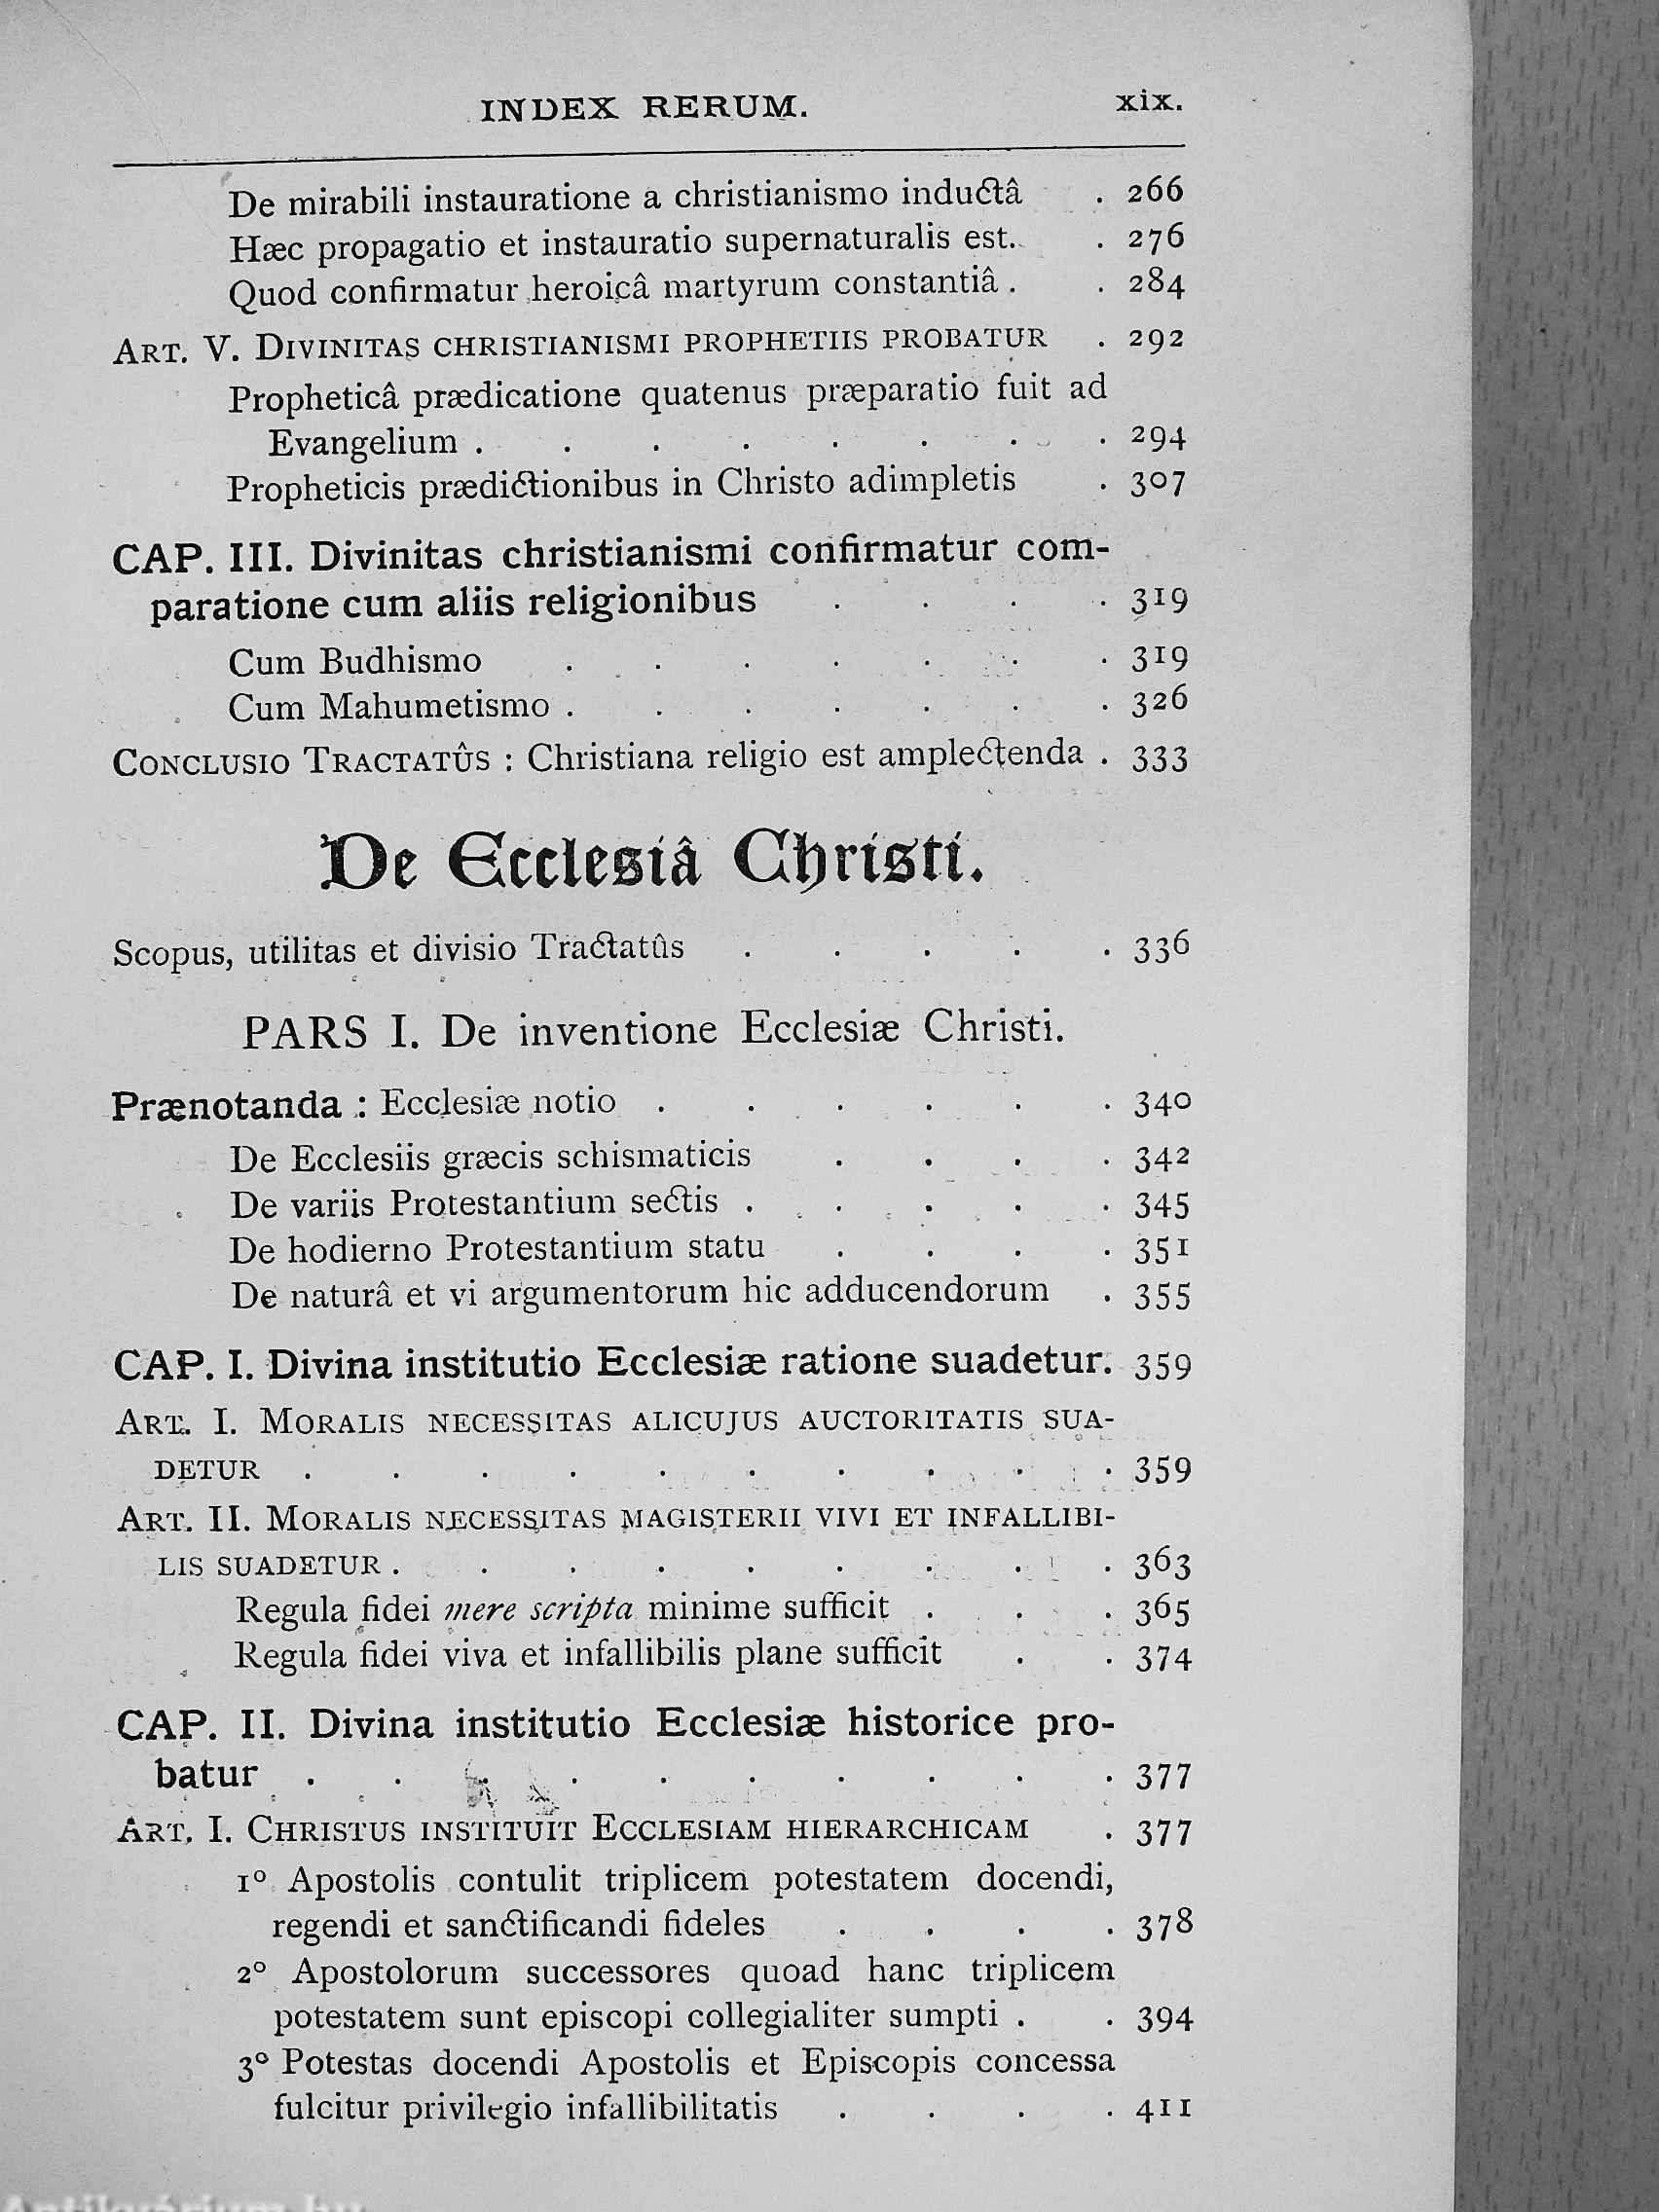 INDEX RERUM. xix.
De mirabili instauratione a christianismo inductâ . 266
Hæc propagatio et instauratio supernaturalis est. . 276
Quod confirmatur heroicâ martyrum constantiâ . . 284
ART. V. DIVINITAS CHRISTIANISMI PROPHETIIS PROBATUR . 292
Propheticâ prædicatione quatenus præparatio fuit ad
Evangelium . . . . . . . . 294
Propheticis prædictionibus in Christo adimpletis . 307
CAP. III. Divinitas christianismi confirmatur com-
paratione cum aliis religionibus . . . . 319
Cum Budhismo . . . . . . . 319
Cum Mahumetismo . . . . . . . 326
CONCLUSIO TRACTATÛS : Christiana religio est amplectenda . 333
De Ecclesiâ Christi.
Scopus, utilitas et divisio Tractatûs . . . . . 336
PARS I. De inventione Ecclesiæ Christi.
Prænotanda : Ecclesiæ notio . . . . . . 340
De Ecclesiis græcis schismaticis . . . . 342
De variis Protestantium sectis . . . . . 345
De hodierno Protestantium statu . . . . 351
De naturâ et vi argumentorum hic adducendorum . 355
CAP. I. Divina institutio Ecclesiæ ratione suadetur. 359
ART. I. MORALIS NECESSITAS ALICUJUS AUCTORITATIS SUA-
DETUR . . . . . . . . . . 359
ART. II. MORALIS NECESSITAS MAGISTERII VIVI ET INFALLIBI-
LIS SUADETUR . . . . . . . . . 363
Regula fidei mere scripta minime sufficit . . . 365
Regula fidei viva et infallibilis plane sufficit . . 374
CAP. II. Divina institutio Ecclesiæ historice pro-
batur . . . . . . . . . . 377
ART. I. CHRISTUS INSTITUIT ECCLESIAM HIERARCHICAM . 377
1° Apostolis contulit triplicem potestatem docendi,
regendi et sanctificandi fideles . . . . 378
2° Apostolorum successores quoad hanc triplicem
potestatem sunt episcopi collegialiter sumpti . . 394
3° Potestas docendi Apostolis et Episcopis concessa
fulcitur privilegio infallibilitatis . . . . 411
Antikvárium.hu